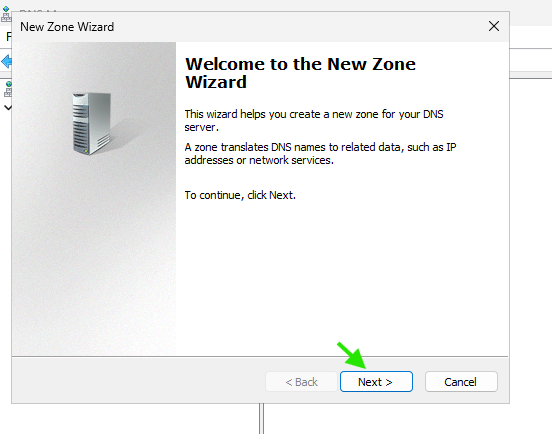 New Zone Wizard
Welcome to the New Zone
Wizard
This wizard helps you create a new zone for your DNS
server.
A zone translates DNS names to related data, such as IP
addresses or network services.
To continue, click Next.
< Back
Next >
Cancel